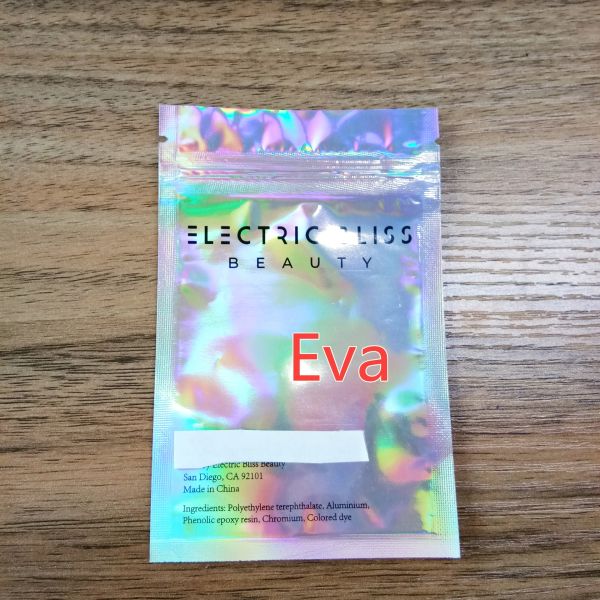 ELECTRIC BLISS
BEAUTY
Eva
by Electric Bliss Beauty
San Diego, CA 92101
Made in China
Ingredients: Polyethylene terephthalate, Aluminium,
Phenolic epoxy resin, Chromium, Colored dye